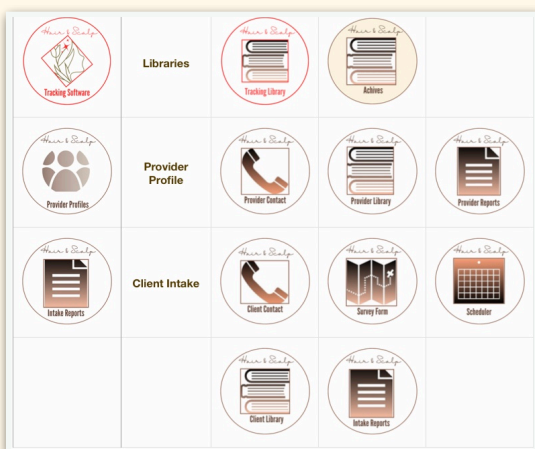 Hair & Scalp
Tracking Software
Libraries
Hair & Scalp
Tracking Library
Hair & Scalp
Achives
Hair & Scalp
Provider Profiles
Provider
Profile
Hair & Scalp
Provider Contact
Hair & Scalp
Provider Library
Hair & Scalp
Provider Reports
Hair & Scalp
Intake Reports
Client Intake
Hair & Scalp
Client Contact
Hair & Scalp
Survey Form
Hair & Scalp
Scheduler
Hair & Scalp
Client Library
Hair & Scalp
Intake Reports